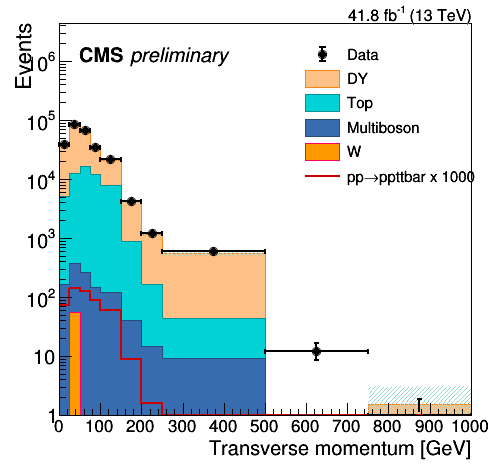 41.8 fb⁻¹ (13 TeV)
Events
CMS preliminary
Data
DY
Top
Multiboson
W
pp→ppttbar x 1000
10⁶
10⁵
10⁴
10³
10²
10
1
0 100 200 300 400 500 600 700 800 900 1000
Transverse momentum [GeV]